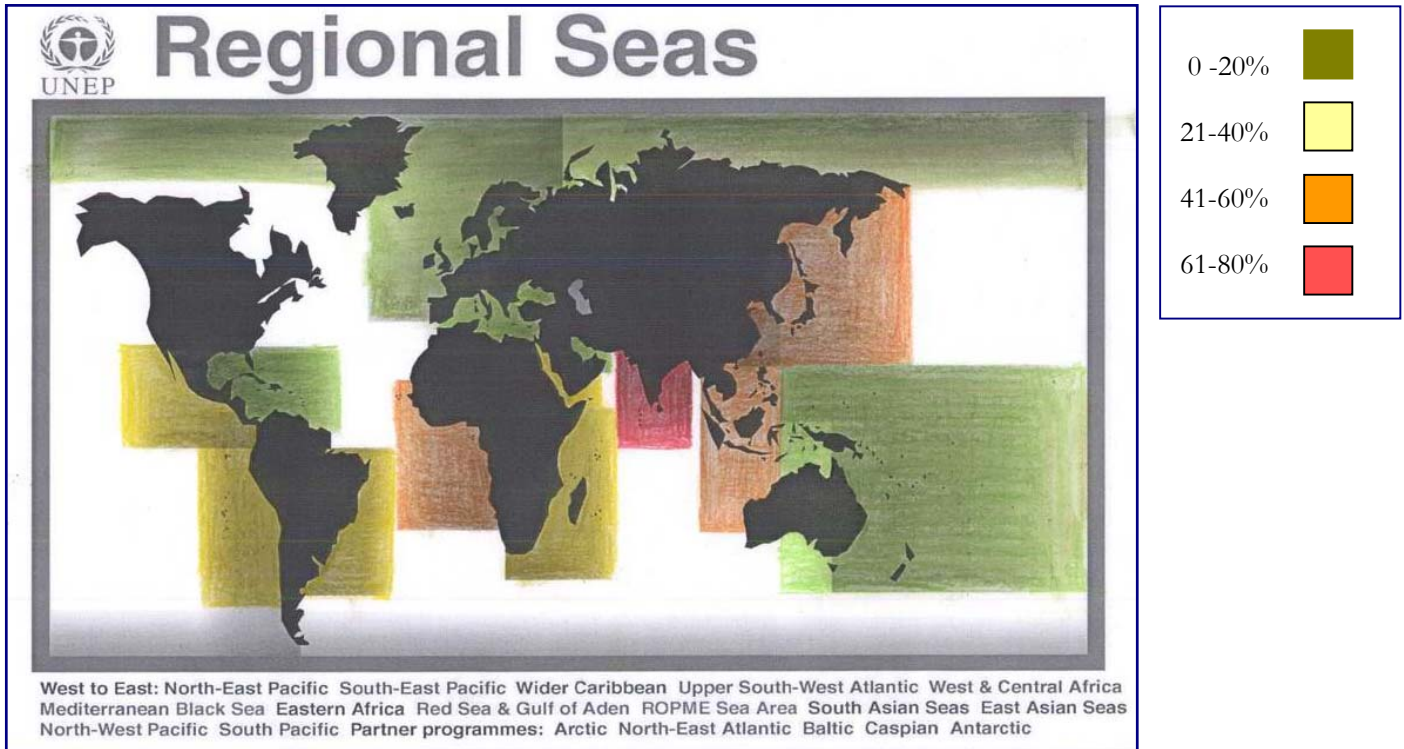 Regional Seas
UNEP
0 -20%
21-40%
41-60%
61-80%
West to East: North-East Pacific South-East Pacific Wider Caribbean Upper South-West Atlantic West & Central Africa
Mediterranean Black Sea Eastern Africa Red Sea & Gulf of Aden ROPME Sea Area South Asian Seas East Asian Seas
North-West Pacific South Pacific Partner programmes: Arctic North-East Atlantic Baltic Caspian Antarctic